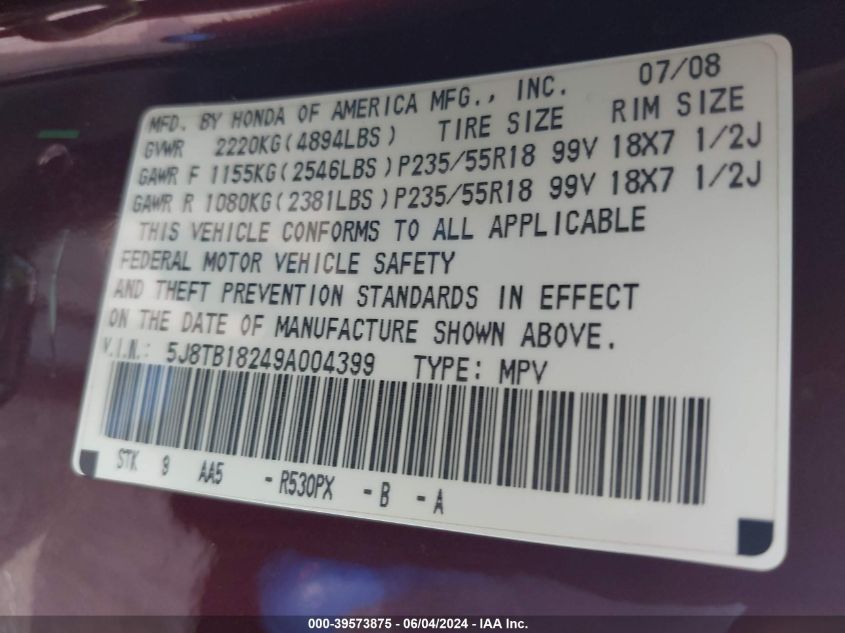 07/08
MFD. BY HONDA OF AMERICA MFG., INC.
GVWR 2220KG(4894LBS) TIRE SIZE RIM SIZE
GAWR F 1155KG(2546LBS)P235/55R18 99V 18X7 1/2J
GAWR R 1080KG(2381LBS)P235/55R18 99V 18X7 1/2J
THIS VEHICLE CONFORMS TO ALL APPLICABLE
FEDERAL MOTOR VEHICLE SAFETY
AND THEFT PREVENTION STANDARDS IN EFFECT
ON THE DATE OF MANUFACTURE SHOWN ABOVE.
V.I.N.: 5J8TB18249A004399 TYPE: MPV
STK 9 AA5 - R530PX - B - A
000-39573875 - 06/04/2024 - IAA Inc.